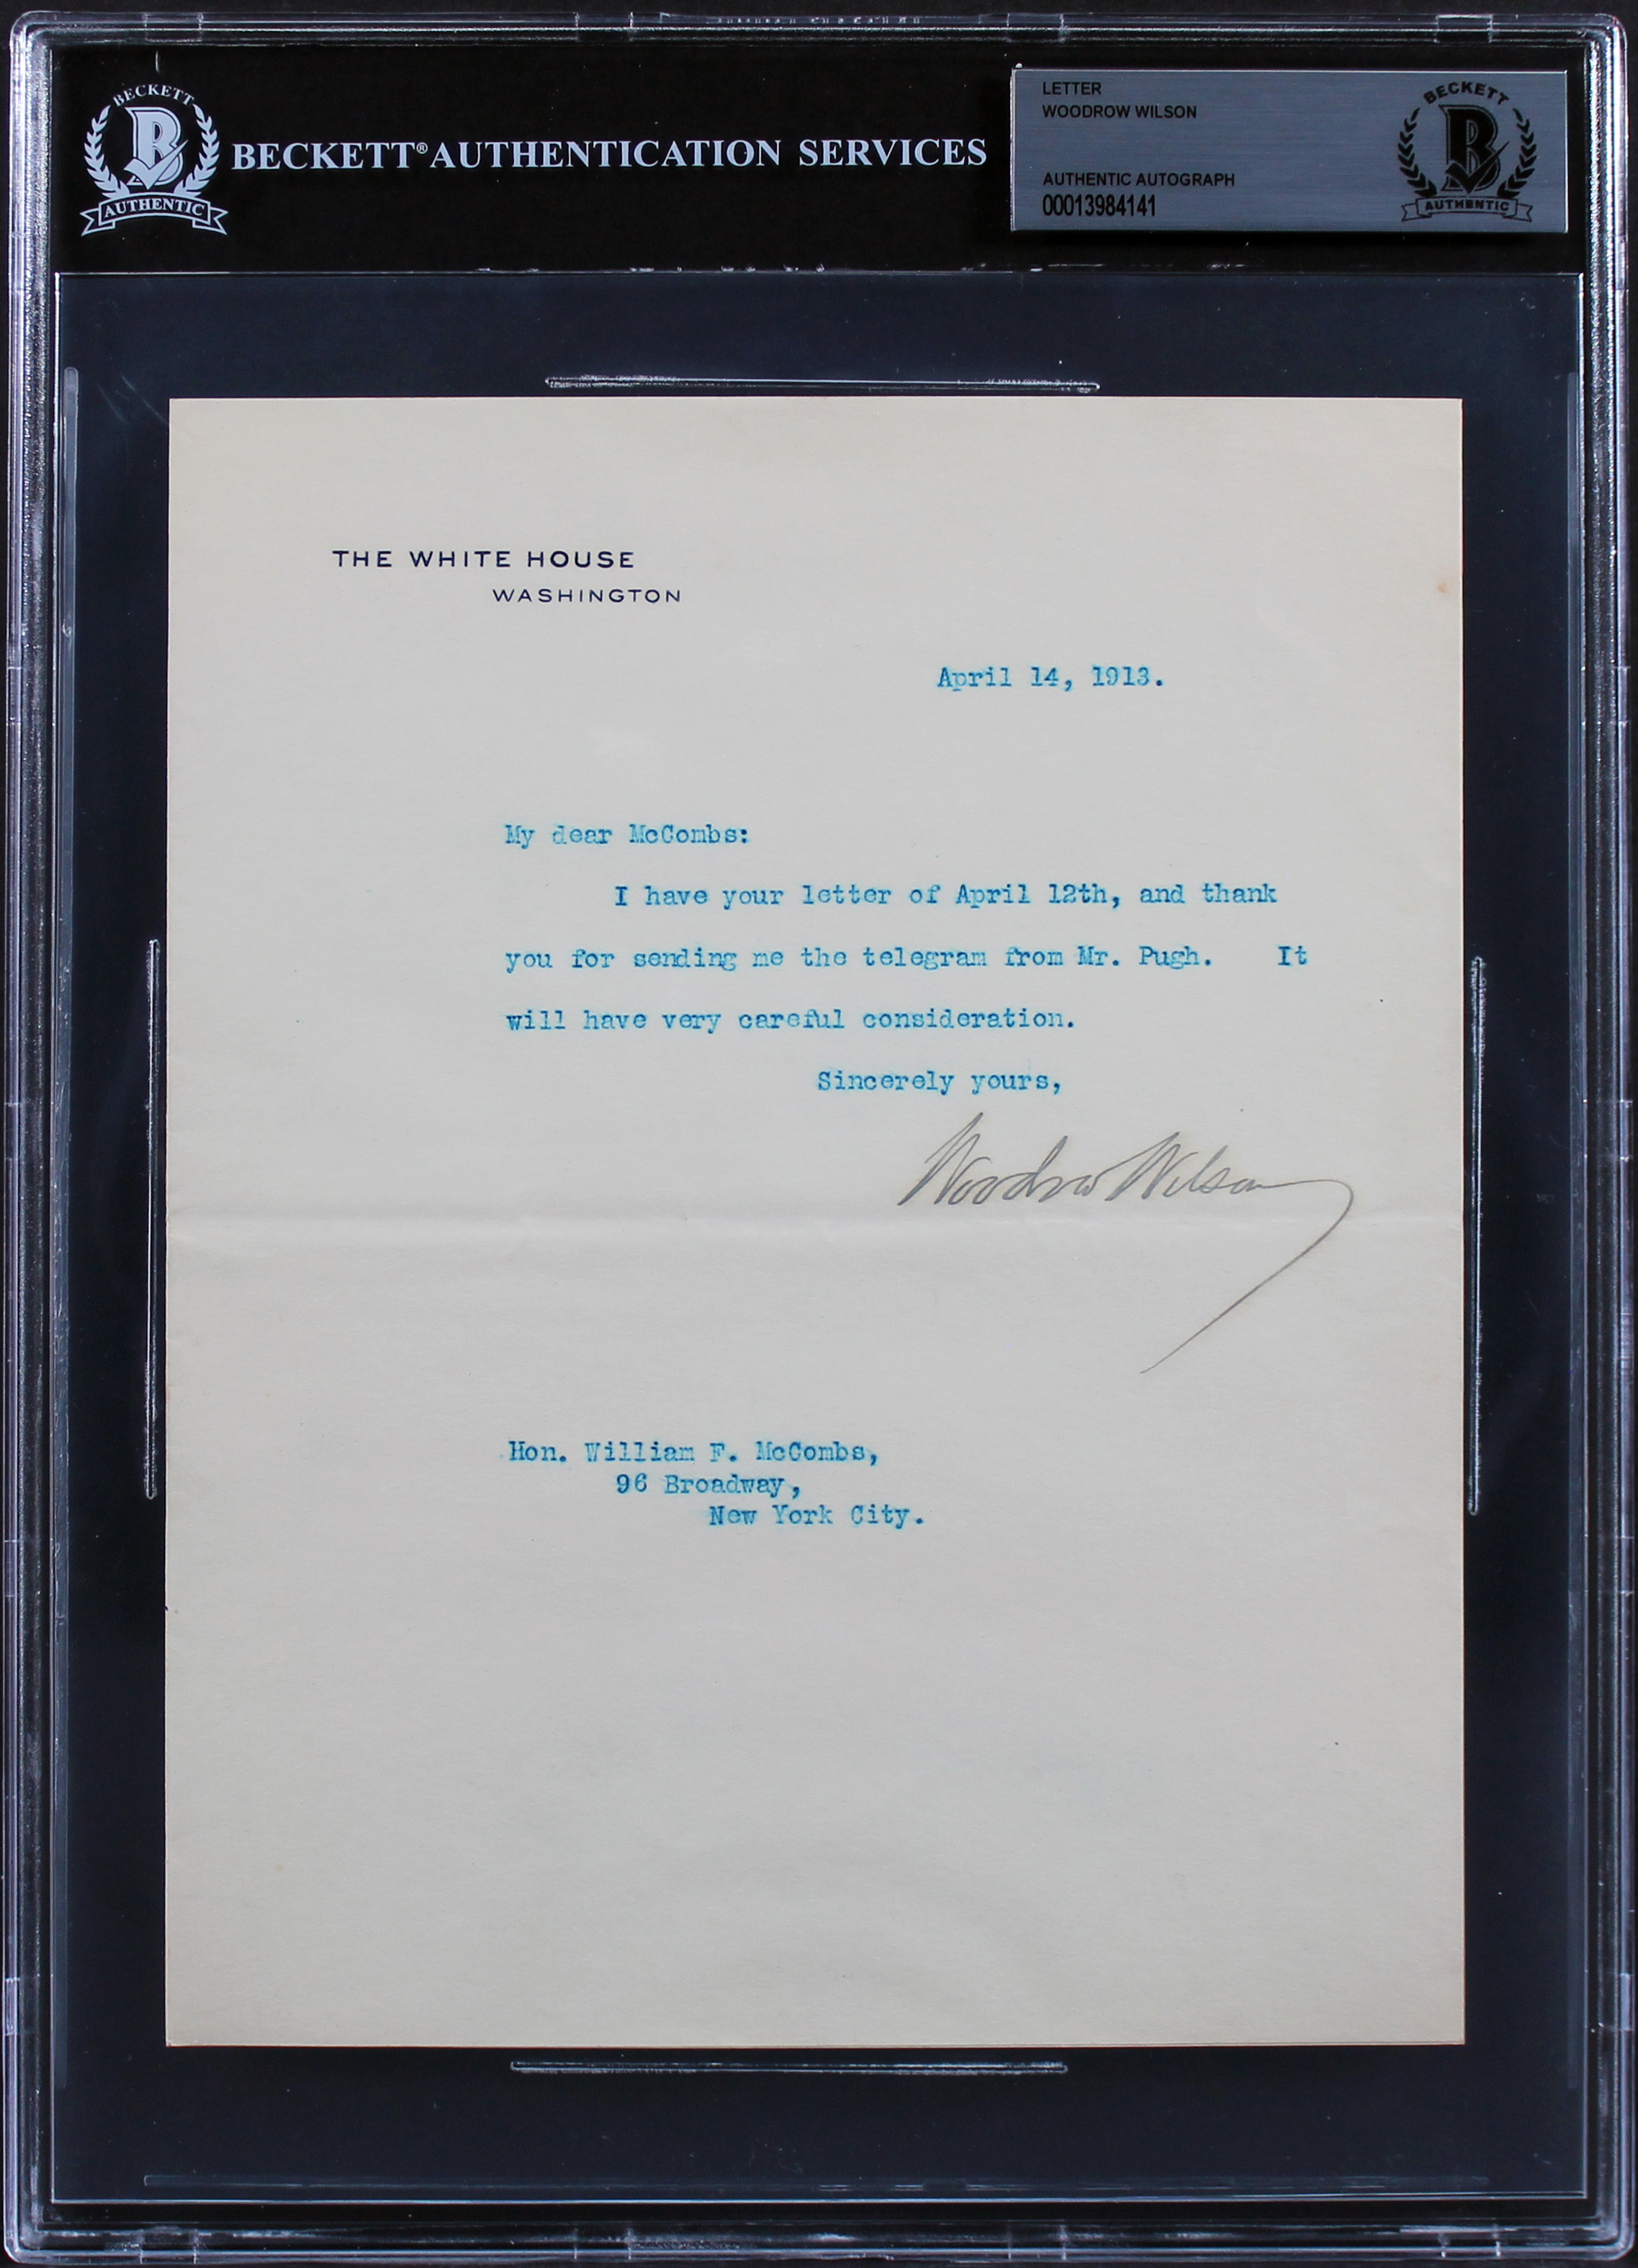 BECKETT
B
AUTHENTIC
BECKETT® AUTHENTICATION SERVICES
LETTER
WOODROW WILSON
AUTHENTIC AUTOGRAPH
00013984141
BECKETT
B
AUTHENTIC
THE WHITE HOUSE
WASHINGTON
April 14, 1913.
My dear McCombs:
I have your letter of April 12th, and thank
you for sending me the telegram from Mr. Pugh. It
will have very careful consideration.
Sincerely yours,
Woodrow Wilson
Hon. William F. McCombs,
96 Broadway,
New York City.